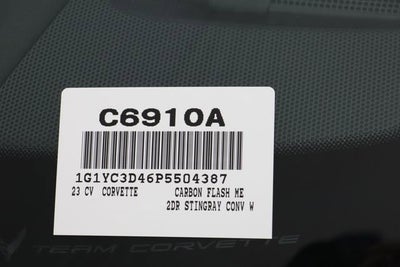 C6910A
1G1YC3D46P5504387
23 CV CORVETTE CARBON FLASH ME
2DR STINGRAY CONV W
TEAM CORVETTE